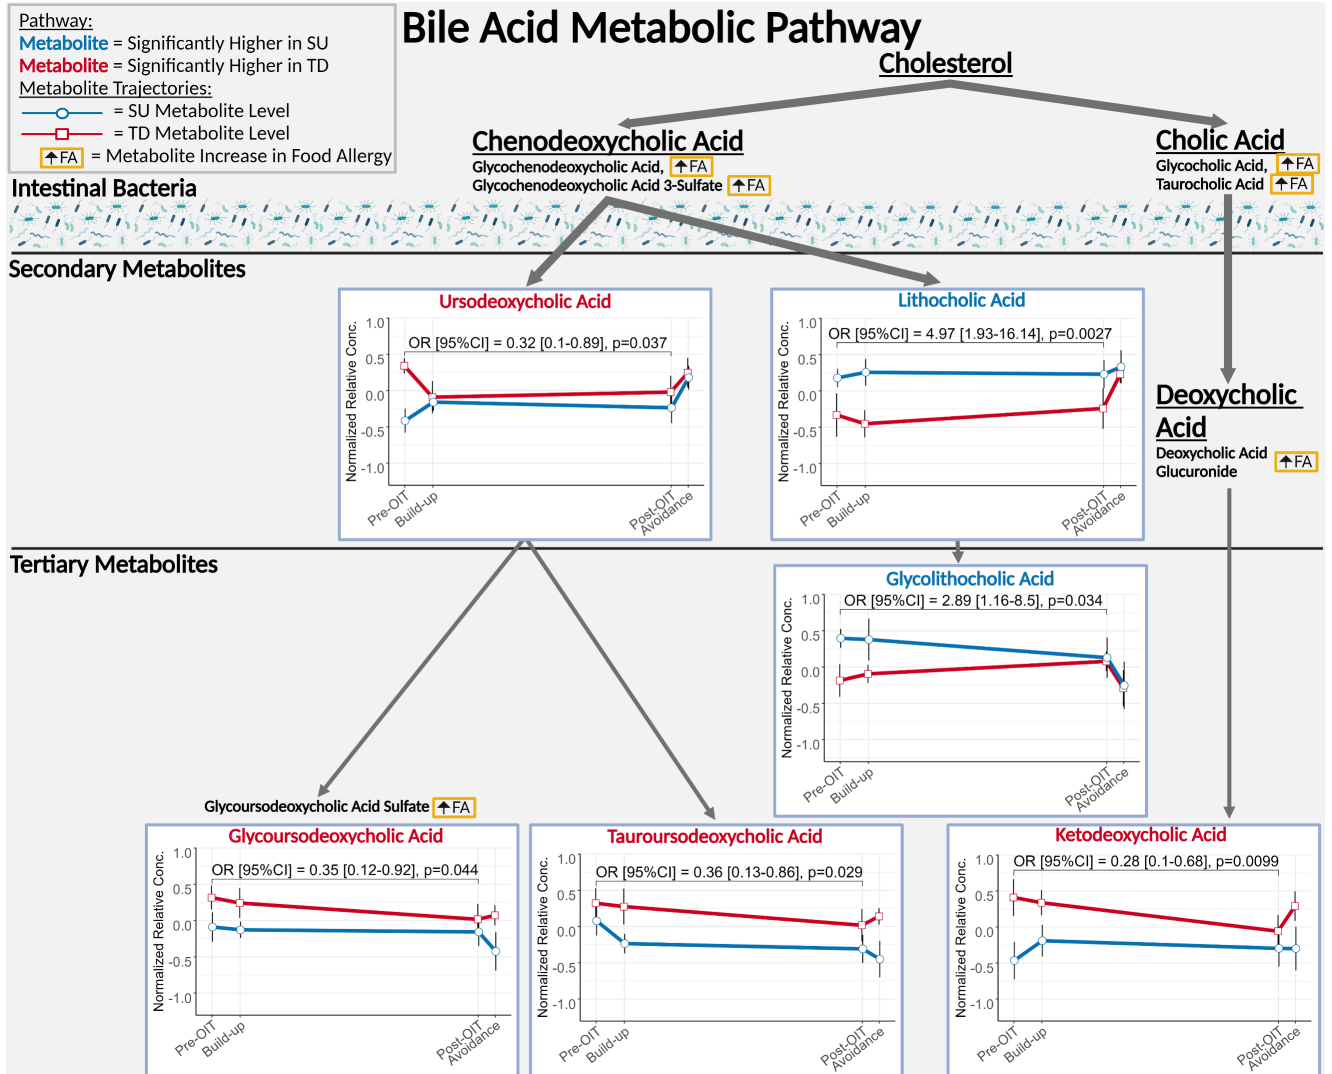 Pathway:
Metabolite = Significantly Higher in SU
Metabolite = Significantly Higher in TD
Metabolite Trajectories:
= SU Metabolite Level
= TD Metabolite Level
FA = Metabolite Increase in Food Allergy
Bile Acid Metabolic Pathway
Cholesterol
Chenodeoxycholic Acid
Glycochenodeoxycholic Acid, FA
Glycochenodeoxycholic Acid 3-Sulfate FA
Cholic Acid
Glycocholic Acid, FA
Taurocholic Acid FA
Intestinal Bacteria
Secondary Metabolites
Ursodeoxycholic Acid
Normalized Relative Conc.
1.0
0.5
0.0
-0.5
-1.0
OR [95%CI] = 0.32 [0.1-0.89], p=0.037
Pre-OIT
Build-up
Post-OIT
Avoidance
Lithocholic Acid
Normalized Relative Conc.
1.0
0.5
0.0
-0.5
-1.0
OR [95%CI] = 4.97 [1.93-16.14], p=0.0027
Pre-OIT
Build-up
Post-OIT
Avoidance
Deoxycholic
Acid
Deoxycholic Acid
Glucuronide
FA
Tertiary Metabolites
Glycolithocholic Acid
Normalized Relative Conc.
1.0
0.5
0.0
-0.5
-1.0
OR [95%CI] = 2.89 [1.16-8.5], p=0.034
Pre-OIT
Build-up
Post-OIT
Avoidance
Glycoursodeoxycholic Acid Sulfate FA
Glycoursodeoxycholic Acid
Normalized Relative Conc.
1.0
0.5
0.0
-0.5
-1.0
OR [95%CI] = 0.35 [0.12-0.92], p=0.044
Pre-OIT
Build-up
Post-OIT
Avoidance
Tauroursodeoxycholic Acid
Normalized Relative Conc.
1.0
0.5
0.0
-0.5
-1.0
OR [95%CI] = 0.36 [0.13-0.86], p=0.029
Pre-OIT
Build-up
Post-OIT
Avoidance
Ketodeoxycholic Acid
Normalized Relative Conc.
1.0
0.5
0.0
-0.5
-1.0
OR [95%CI] = 0.28 [0.1-0.68], p=0.0099
Pre-OIT
Build-up
Post-OIT
Avoidance